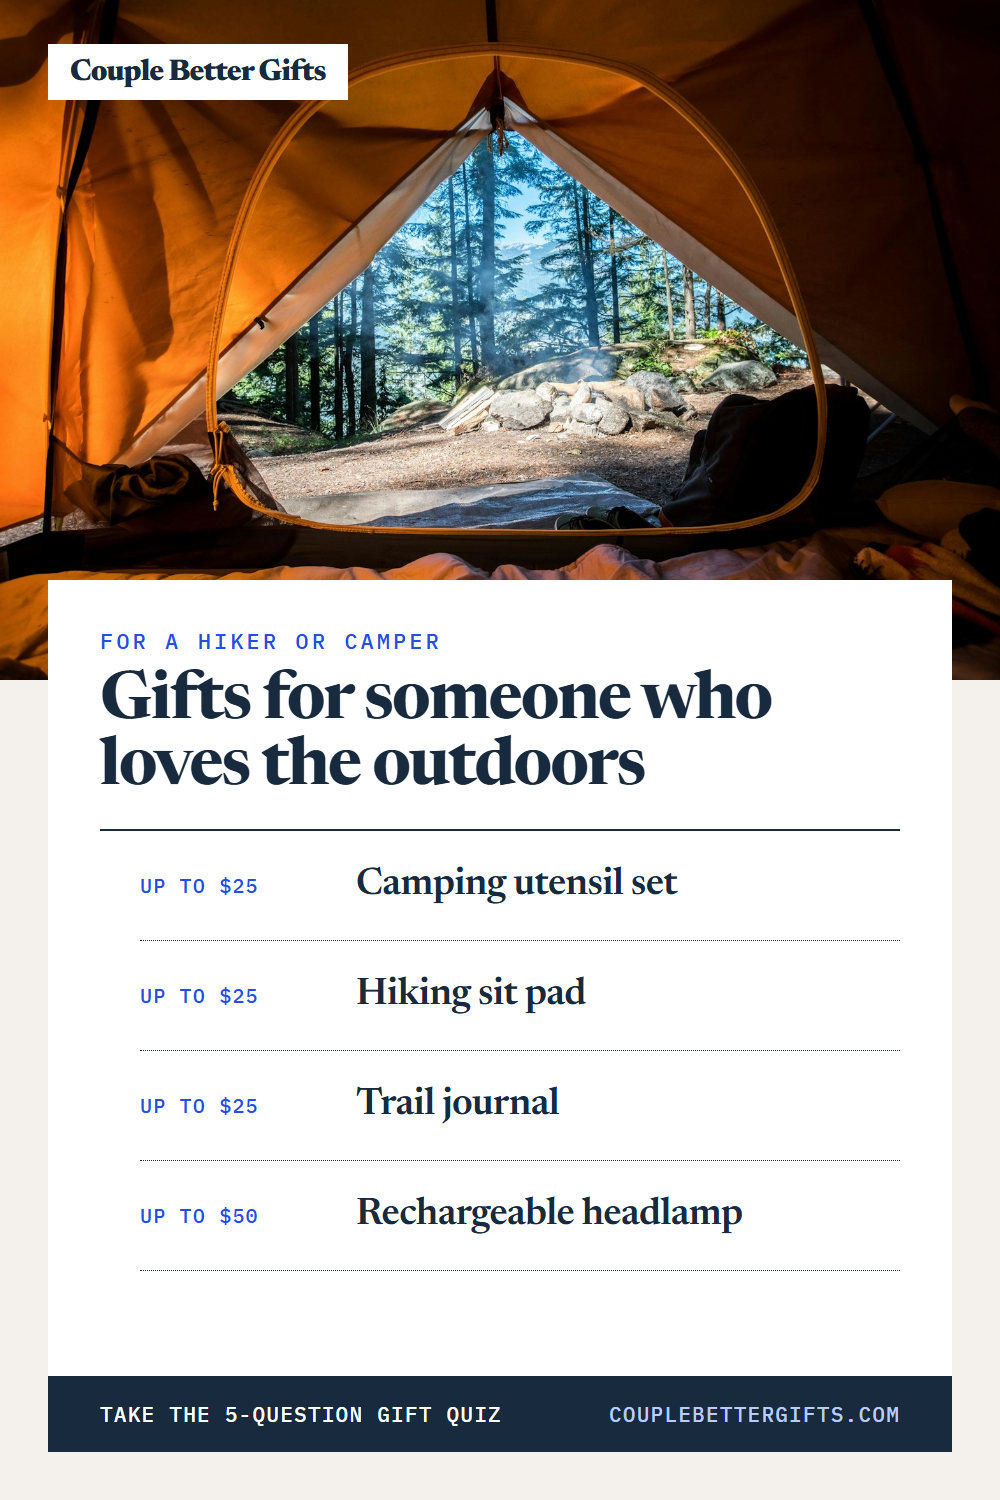 Couple Better Gifts
FOR A HIKER OR CAMPER
Gifts for someone who
loves the outdoors
UP TO $25 Camping utensil set
UP TO $25 Hiking sit pad
UP TO $25 Trail journal
UP TO $50 Rechargeable headlamp
TAKE THE 5-QUESTION GIFT QUIZ COUPLEBETTERGIFTS.COM